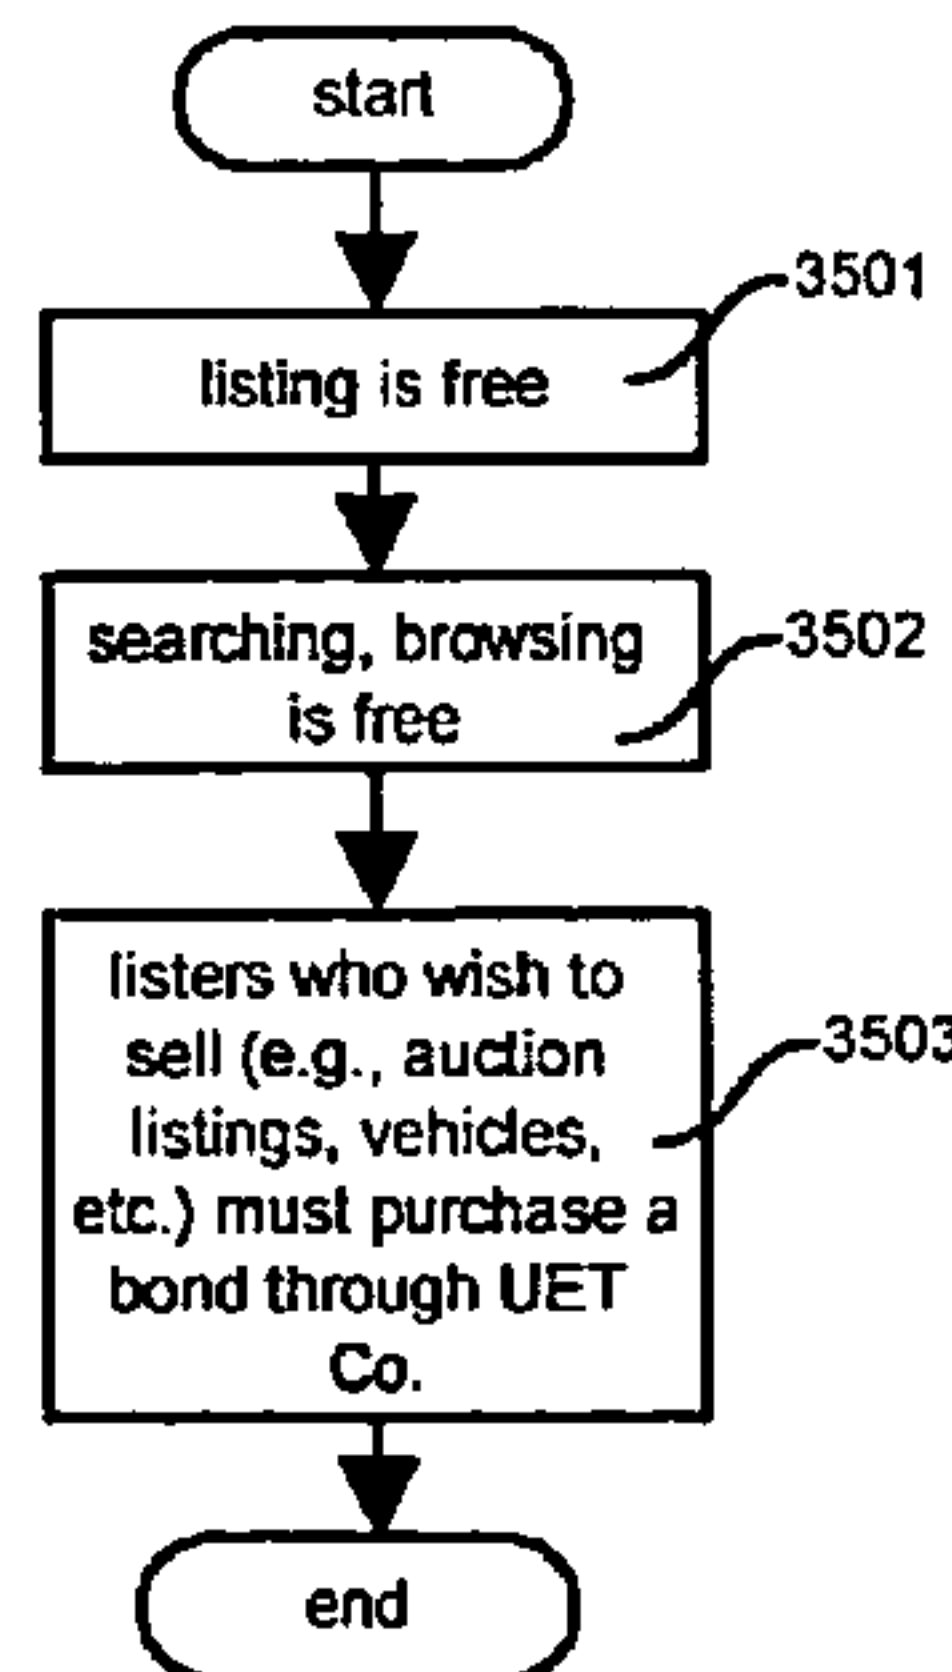 start
3501
listing is free
3502
searching, browsing
is free
listers who wish to
sell (e.g., auction
3503
listings, vehicles,
etc.) must purchase a
bond through UET
Co.
end